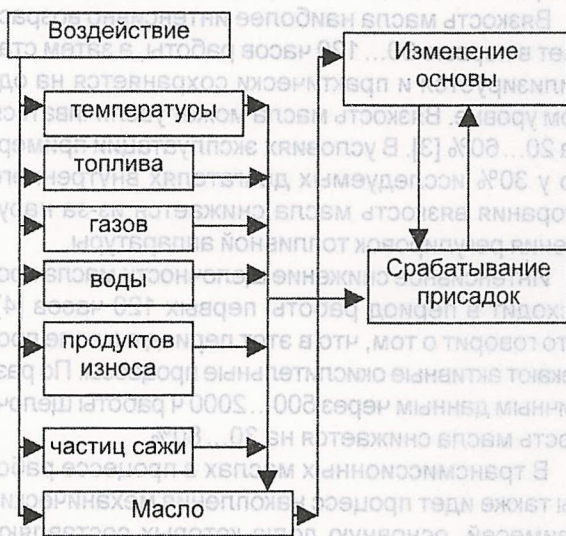 Воздействие
температуры
топлива
газов
воды
продуктов
износа
частиц сажи
Масло
Изменение
основы
Срабатывание
присадок